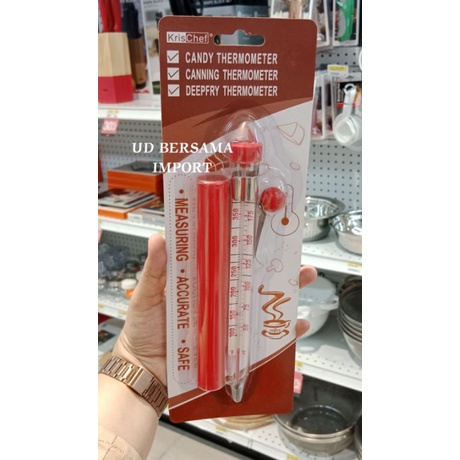 KrisChef®
CANDY THERMOMETER
CANNING THERMOMETER
DEEPFRY THERMOMETER
UD BERSAMA
IMPORT
MEASURING • ACCURATE • SAFE